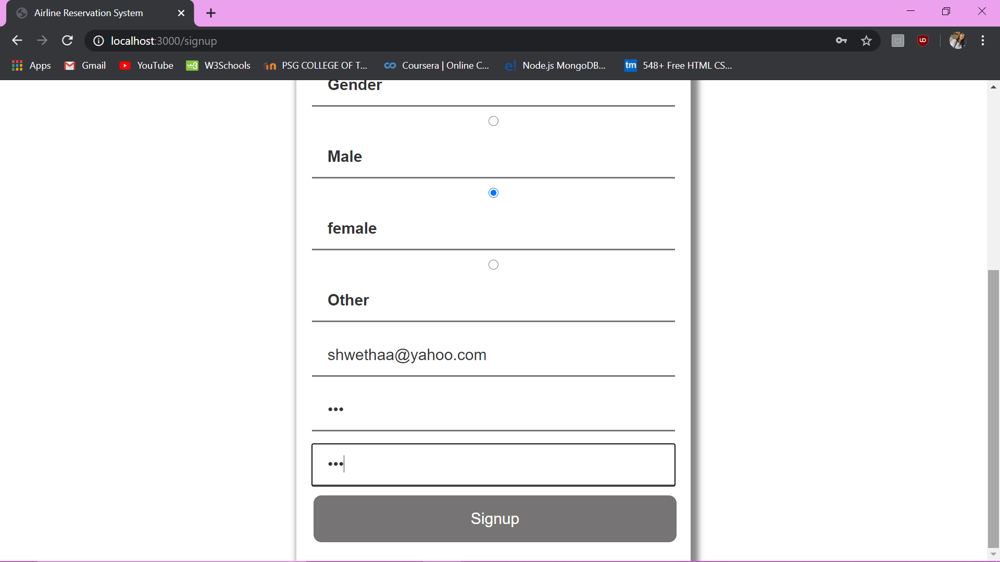 Airline Reservation System
localhost:3000/signup
Apps Gmail YouTube W3Schools PSG COLLEGE OF T... Coursera | Online C... Node.js MongoDB... 548+ Free HTML CS...
Gender
Male
female
Other
shwethaa@yahoo.com
•••
•••
Signup